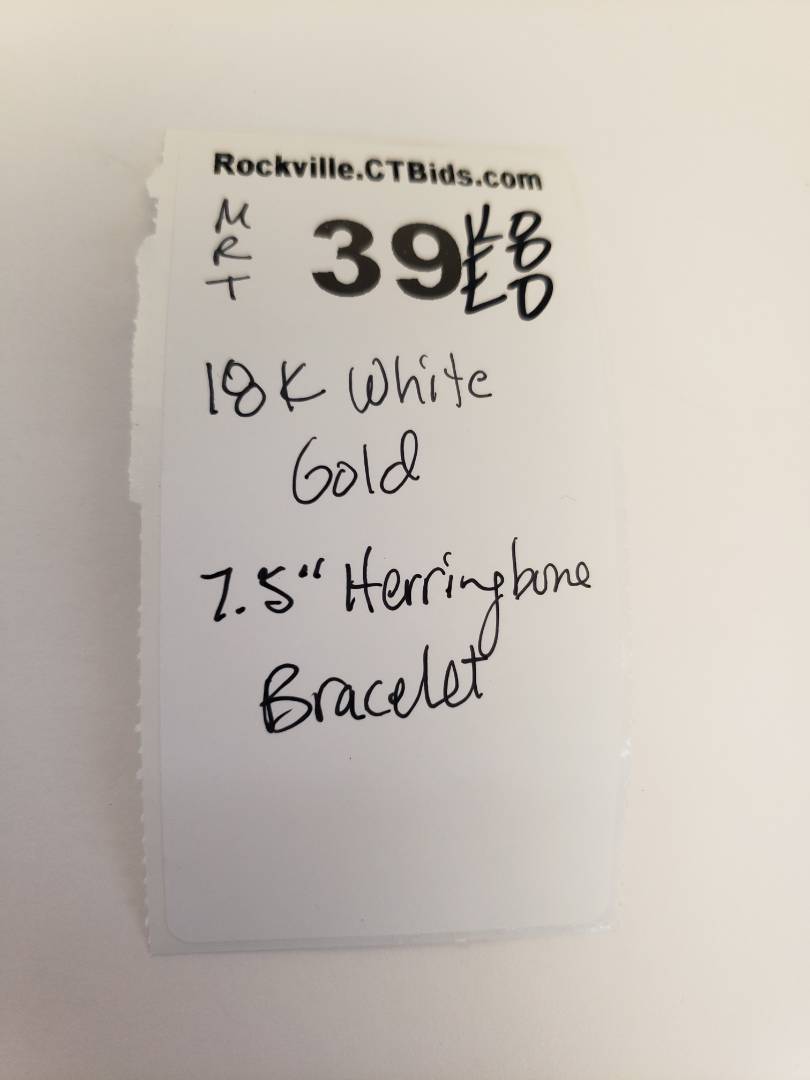 Rockville.CTBids.com
M
R
T
39
18K White
Gold
7.5" Herringbone
Bracelet